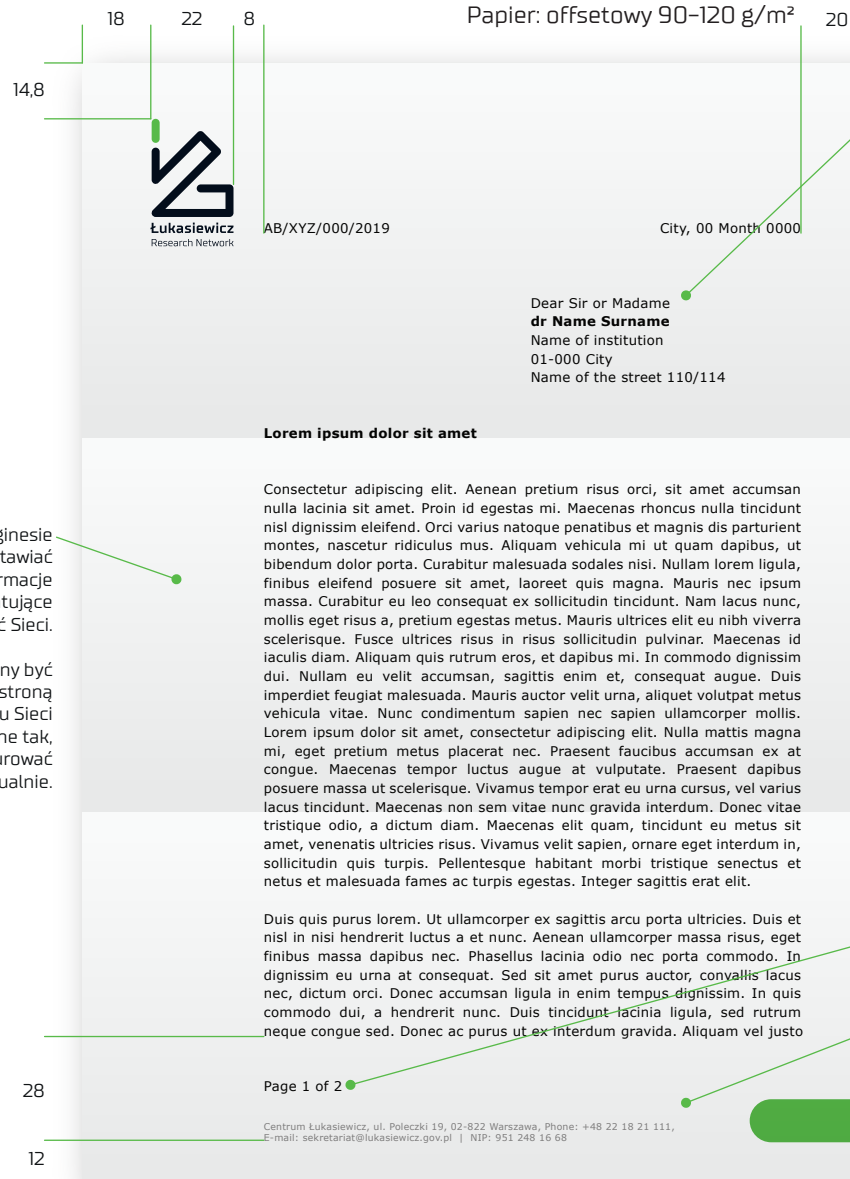 Papier: offsetowy 90–120 g/m²
18 22 8 20
14,8
Łukasiewicz
Research Network
AB/XYZ/000/2019 City, 00 Month 0000
Dear Sir or Madame
dr Name Surname
Name of institution
01-000 City
Name of the street 110/114
Lorem ipsum dolor sit amet
Consectetur adipiscing elit. Aenean pretium risus orci, sit amet accumsan
nulla lacinia sit amet. Proin id egestas mi. Maecenas rhoncus nulla tincidunt
nisl dignissim eleifend. Orci varius natoque penatibus et magnis dis parturient
montes, nascetur ridiculus mus. Aliquam vehicula mi ut quam dapibus, ut
bibendum dolor porta. Curabitur malesuada sodales nisi. Nullam lorem ligula,
finibus eleifend posuere sit amet, laoreet quis magna. Mauris nec ipsum
massa. Curabitur eu leo consequat ex sollicitudin tincidunt. Nam lacus nunc,
mollis eget risus a, pretium egestas metus. Mauris ultrices elit eu nibh viverra
scelerisque. Fusce ultrices risus in risus sollicitudin pulvinar. Maecenas id
iaculis diam. Aliquam quis rutrum eros, et dapibus mi. In commodo dignissim
dui. Nullam eu velit accumsan, sagittis enim et, consequat augue. Duis
imperdiet feugiat malesuada. Mauris auctor velit urna, aliquet volutpat metus
vehicula vitae. Nunc condimentum sapien nec sapien ullamcorper mollis.
Lorem ipsum dolor sit amet, consectetur adipiscing elit. Nulla mattis magna
mi, eget pretium metus placerat nec. Praesent faucibus accumsan ex at
congue. Maecenas tempor luctus augue at vulputate. Praesent dapibus
posuere massa ut scelerisque. Vivamus tempor erat eu urna cursus, vel varius
lacus tincidunt. Maecenas non sem vitae nunc gravida interdum. Donec vitae
tristique odio, a dictum diam. Maecenas elit quam, tincidunt eu metus sit
amet, venenatis ultricies risus. Vivamus velit sapien, ornare eget interdum in,
sollicitudin quis turpis. Pellentesque habitant morbi tristique senectus et
netus et malesuada fames ac turpis egestas. Integer sagittis erat elit.
Duis quis purus lorem. Ut ullamcorper ex sagittis arcu porta ultricies. Duis et
nisl in nisi hendrerit luctus a et nunc. Aenean ullamcorper massa risus, eget
finibus massa dapibus nec. Phasellus lacinia odio nec porta commodo. In
dignissim eu urna at consequat. Sed sit amet purus auctor, convallis lacus
nec, dictum orci. Donec accumsan ligula in enim tempus dignissim. In quis
commodo dui, a hendrerit nunc. Duis tincidunt lacinia ligula, sed rutrum
neque congue sed. Donec ac purus ut ex interdum gravida. Aliquam vel justo
Sieci.
być
stroną
u Sieci
tak,
28
Page 1 of 2
Centrum Łukasiewicz, ul. Poleczki 19, 02-822 Warszawa, Phone: +48 22 18 21 111,
E-mail: sekretariat@lukasiewicz.gov.pl | NIP: 951 248 16 68
12